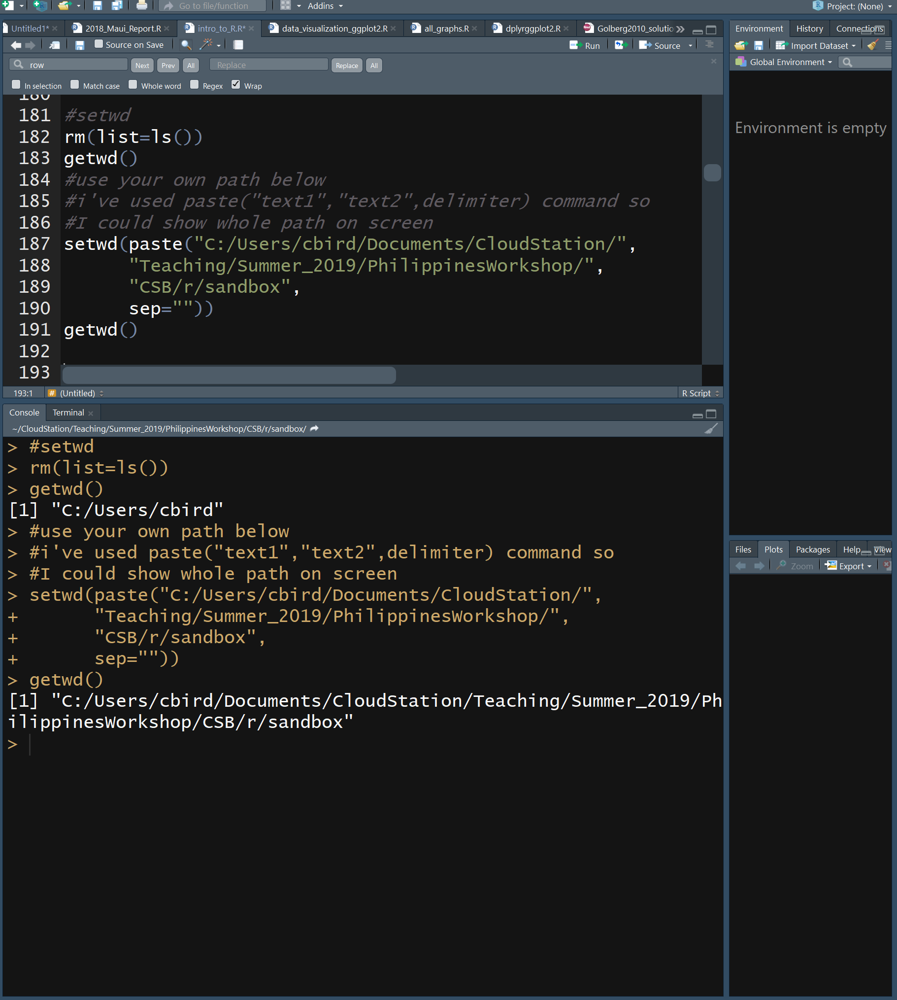 Go to file/function
Addins
Project: (None)
Untitled1*
2018_Maui_Report.R
intro_to_R.R*
data_visualization_ggplot2.R
all_graphs.R
dplyrggplot2.R
Golberg2010_solutio
Source on Save
Run
Source
row
Next
Prev
All
Replace
Replace
All
In selection
Match case
Whole word
Regex
Wrap
180
181 #setwd
182 rm(list=ls())
183 getwd()
184 #use your own path below
185 #i've used paste("text1","text2",delimiter) command so
186 #I could show whole path on screen
187 setwd(paste("C:/Users/cbird/Documents/CloudStation/",
188 "Teaching/Summer_2019/PhilippinesWorkshop/",
189 "CSB/r/sandbox",
190 sep=""))
191 getwd()
192
193
193:1
# (Untitled)
R Script
Console
Terminal
~/CloudStation/Teaching/Summer_2019/PhilippinesWorkshop/CSB/r/sandbox/
> #setwd
> rm(list=ls())
> getwd()
[1] "C:/Users/cbird"
> #use your own path below
> #i've used paste("text1","text2",delimiter) command so
> #I could show whole path on screen
> setwd(paste("C:/Users/cbird/Documents/CloudStation/",
+ "Teaching/Summer_2019/PhilippinesWorkshop/",
+ "CSB/r/sandbox",
+ sep=""))
> getwd()
[1] "C:/Users/cbird/Documents/CloudStation/Teaching/Summer_2019/Ph
ilippinesWorkshop/CSB/r/sandbox"
>
Environment
History
Connections
Import Dataset
Global Environment
Environment is empty
Files
Plots
Packages
Help
View
Zoom
Export